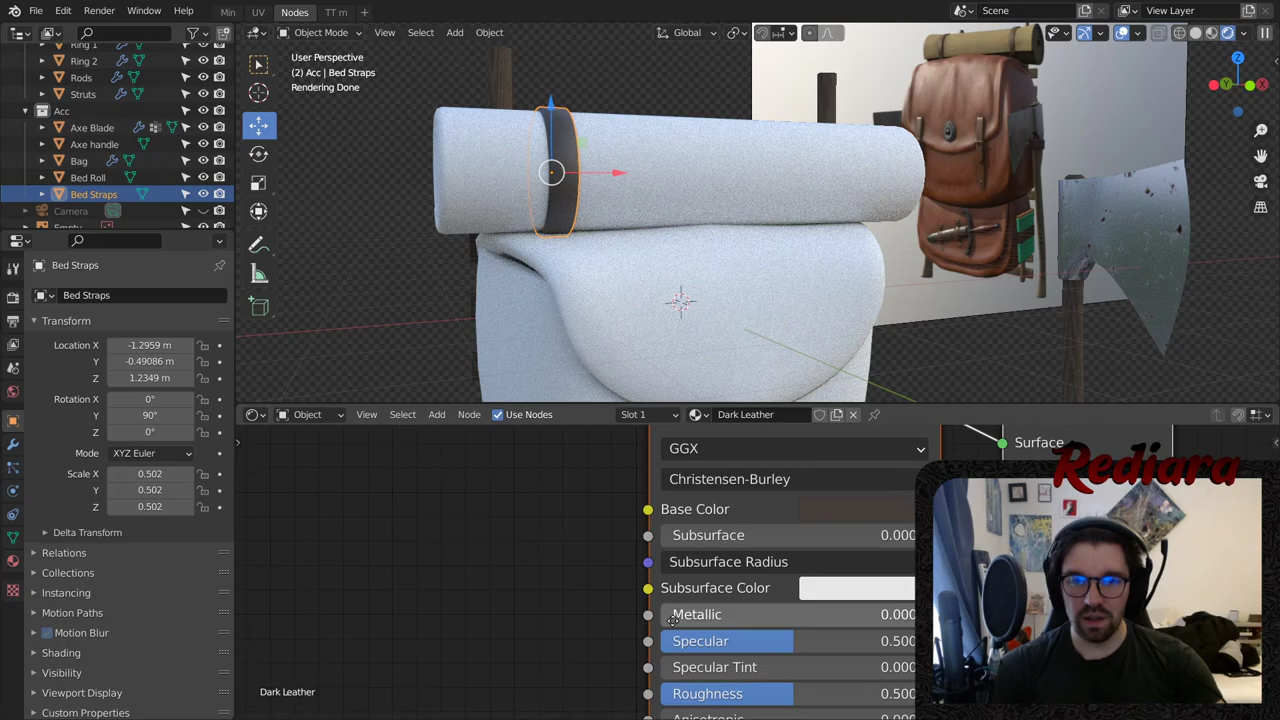 File Edit Render Window Help Min UV Nodes TT m + Scene View Layer
Object Mode View Select Add Object Global
User Perspective
(2) Acc | Bed Straps
Rendering Done
Ring 1
Ring 2
Rods
Struts
Acc
Axe Blade
Axe handle
Bag
Bed Roll
Bed Straps
Camera
Empty
Z
X
Y
Bed Straps
Bed Straps
Transform
Location X -1.2959 m
Y -0.49086 m
Z 1.2349 m
Rotation X 0°
Y 90°
Z 0°
Mode XYZ Euler
Scale X 0.502
Y 0.502
Z 0.502
Delta Transform
Relations
Collections
Instancing
Motion Paths
Motion Blur
Shading
Visibility
Viewport Display
Custom Properties
Object View Select Add Node Use Nodes Slot 1 Dark Leather
GGX
Christensen-Burley
Base Color
Subsurface 0.000
Subsurface Radius
Subsurface Color
Metallic 0.000
Specular 0.500
Specular Tint 0.000
Roughness 0.500
Anisotropic
Surface
Rediara
Dark Leather